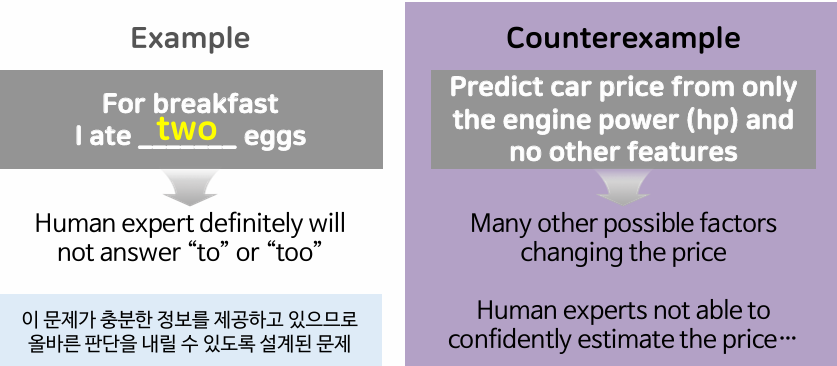 Example
For breakfast
I ate two eggs
Human expert definitely will
not answer “to” or “too”
이 문제가 충분한 정보를 제공하고 있으므로
올바른 판단을 내릴 수 있도록 설계된 문제
Counterexample
Predict car price from only
the engine power (hp) and
no other features
Many other possible factors
changing the price
Human experts not able to
confidently estimate the price…